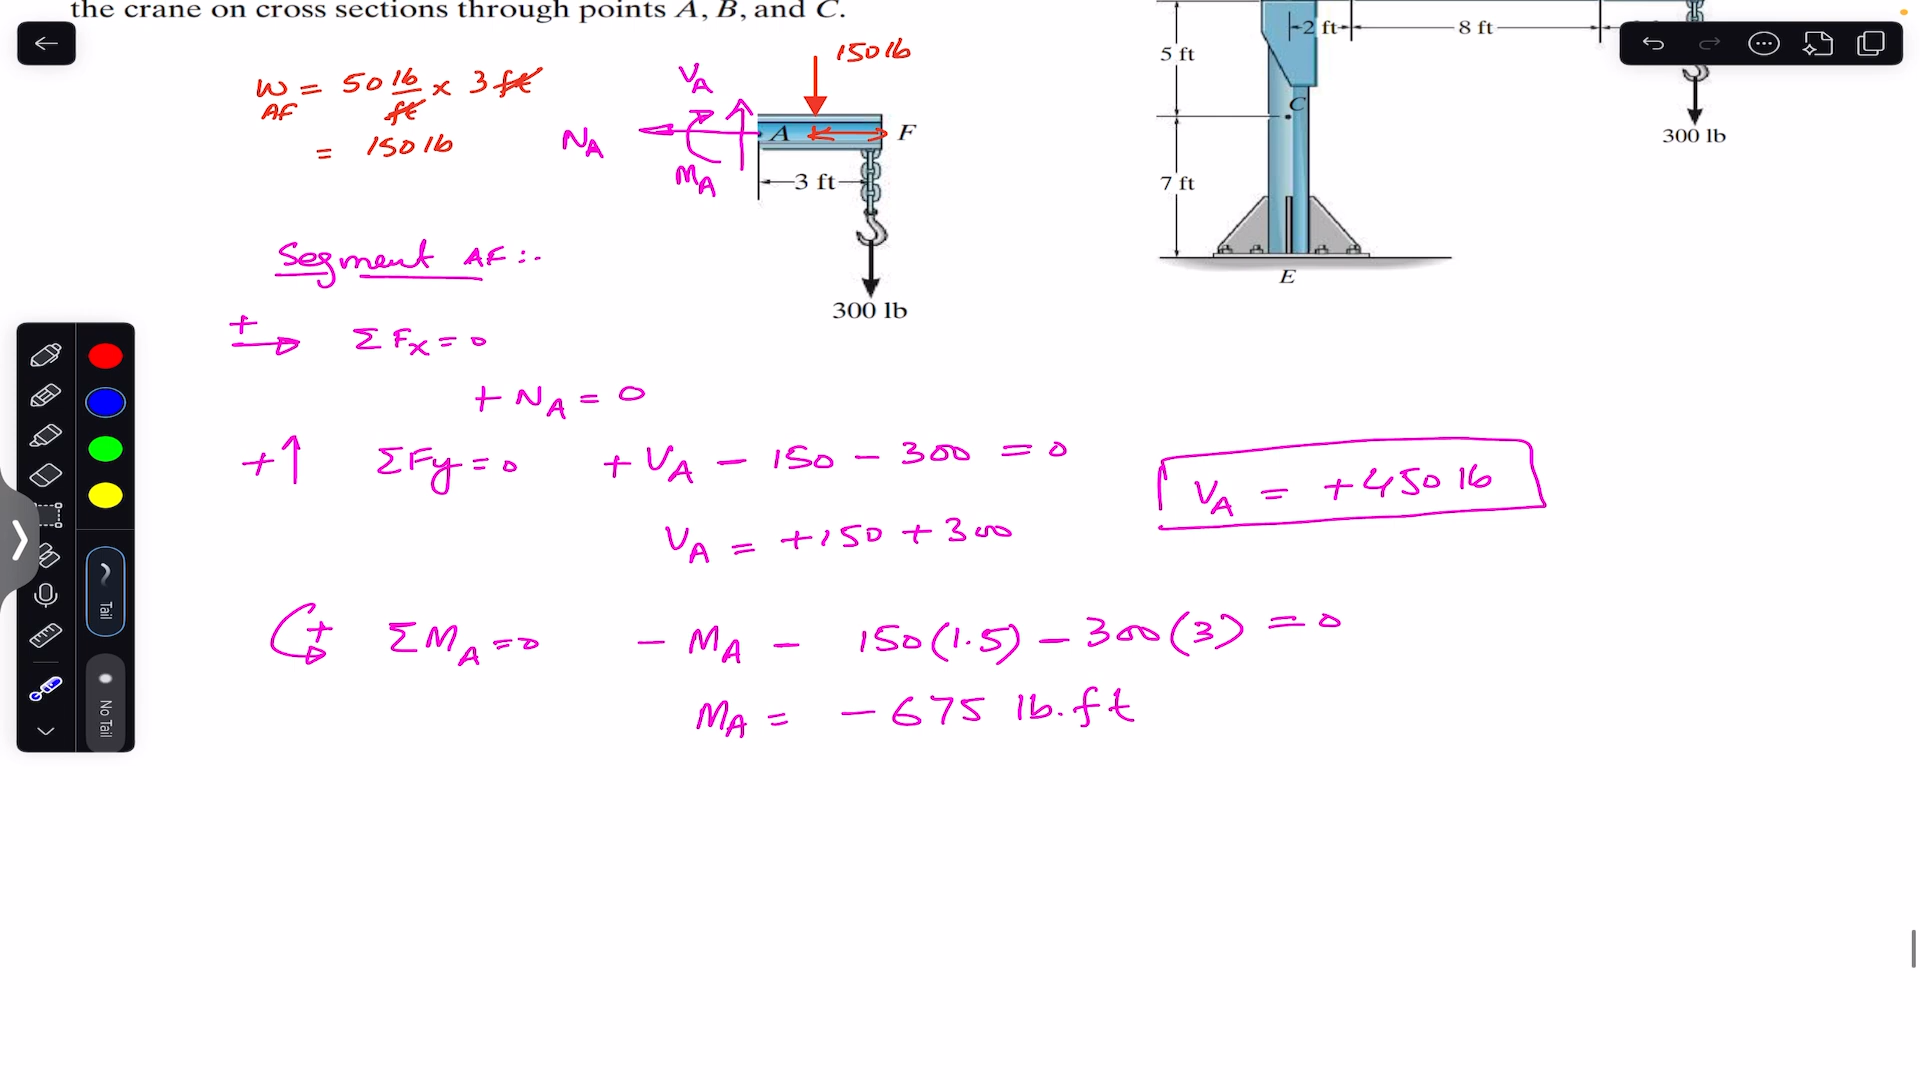 the crane on cross sections through points A, B, and C.
W AF = 50 lb/ft x 3 ft
= 150 lb
150 lb
VA
NA
MA
A
F
3 ft
300 lb
5 ft
2 ft
8 ft
C
7 ft
E
300 lb
Segment AF :-
+ → ΣFx = 0
+ NA = 0
+↑ ΣFy = 0 + VA - 150 - 300 = 0
VA = +450 lb
VA = +150 + 300
+ ΣMA = 0 - MA - 150(1.5) - 300(3) = 0
MA = -675 lb.ft
Tail
No Tail